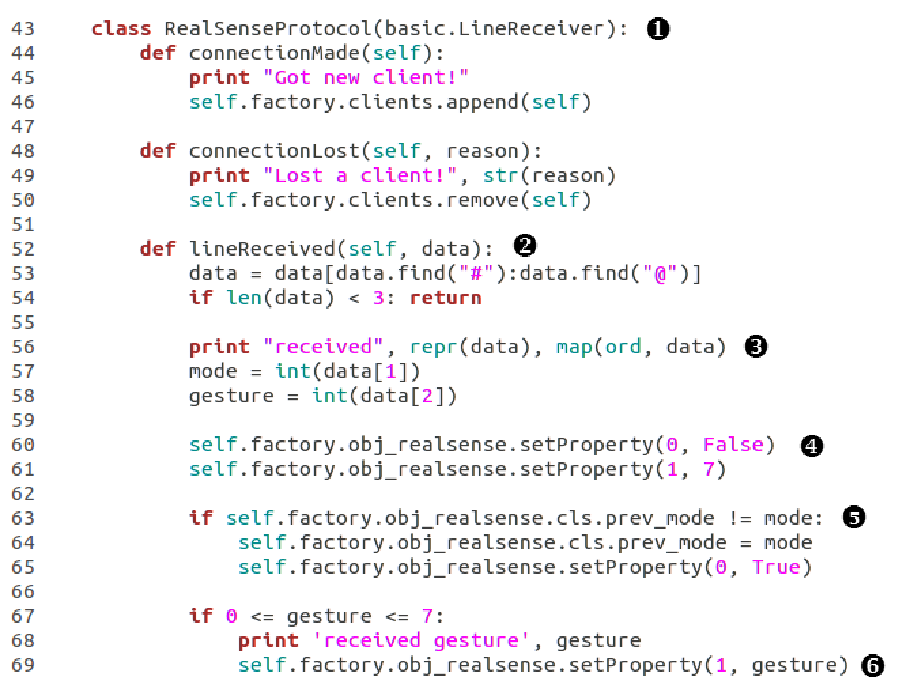 43 class RealSenseProtocol(basic.LineReceiver): ❶
44 def connectionMade(self):
45 print "Got new client!"
46 self.factory.clients.append(self)
47
48 def connectionLost(self, reason):
49 print "Lost a client!", str(reason)
50 self.factory.clients.remove(self)
51
52 def lineReceived(self, data): ❷
53 data = data[data.find("#"):data.find("@")]
54 if len(data) < 3: return
55
56 print "received", repr(data), map(ord, data) ❸
57 mode = int(data[1])
58 gesture = int(data[2])
59
60 self.factory.obj_realsense.setProperty(0, False) ❹
61 self.factory.obj_realsense.setProperty(1, 7)
62
63 if self.factory.obj_realsense.cls.prev_mode != mode: ❺
64 self.factory.obj_realsense.cls.prev_mode = mode
65 self.factory.obj_realsense.setProperty(0, True)
66
67 if 0 <= gesture <= 7:
68 print 'received gesture', gesture
69 self.factory.obj_realsense.setProperty(1, gesture) ❻